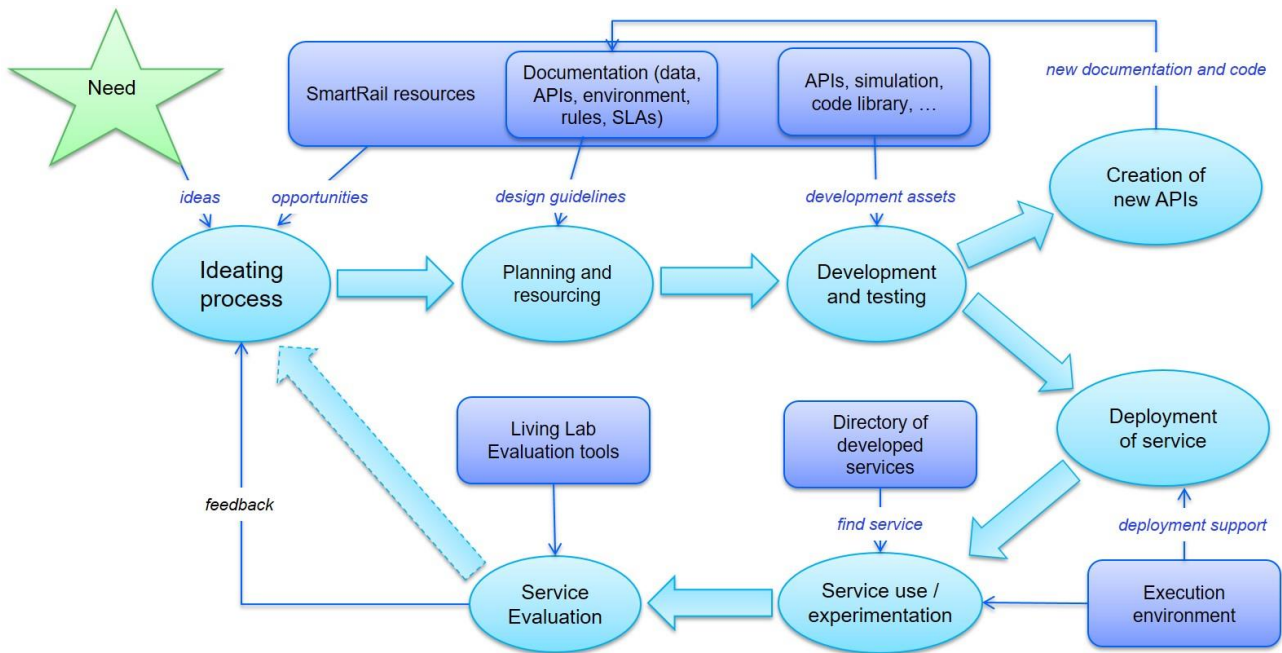 Need
SmartRail resources
Documentation (data,
APIs, environment,
rules, SLAs)
APIs, simulation,
code library, …
new documentation and code
ideas
opportunities
design guidelines
development assets
Creation of
new APIs
Ideating
process
Planning and
resourcing
Development
and testing
Deployment
of service
Living Lab
Evaluation tools
Directory of
developed
services
feedback
find service
deployment support
Service
Evaluation
Service use /
experimentation
Execution
environment